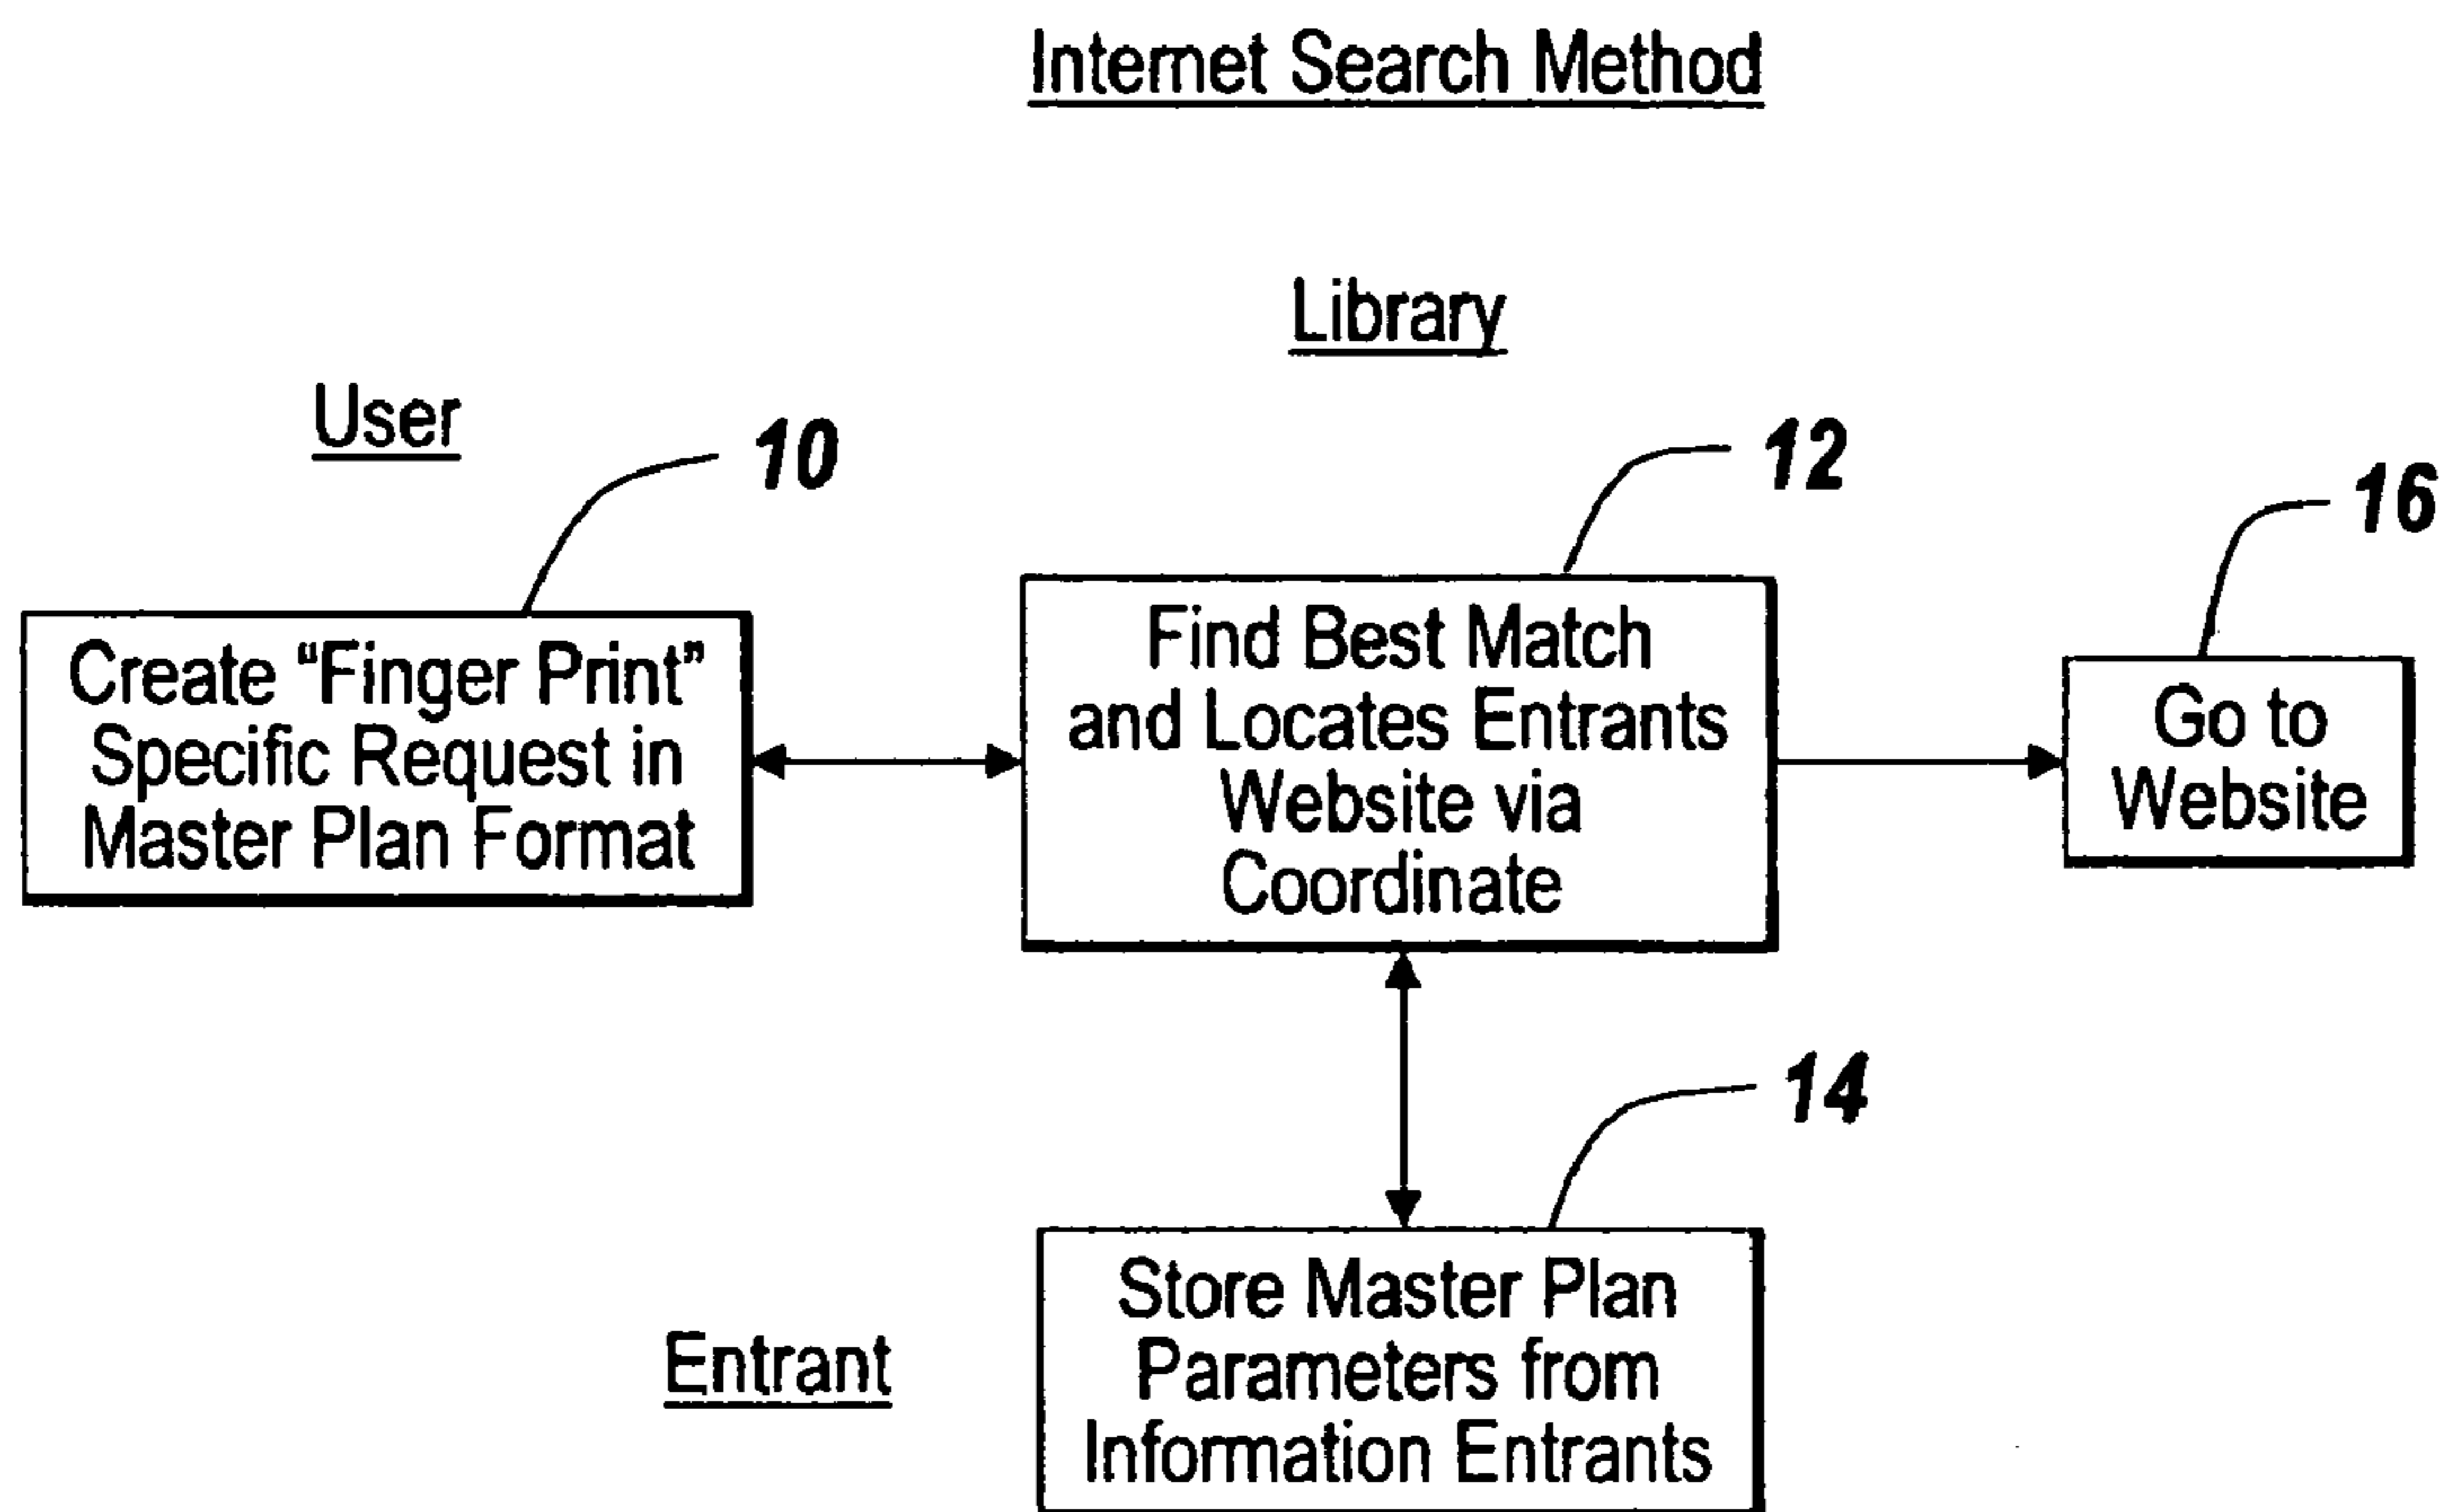 Internet Search Method
Library
User
10
12
16
Create “Finger Print”
Specific Request in
Master Plan Format
Find Best Match
and Locates Entrants
Website via
Coordinate
Go to
Website
14
Entrant
Store Master Plan
Parameters from
Information Entrants